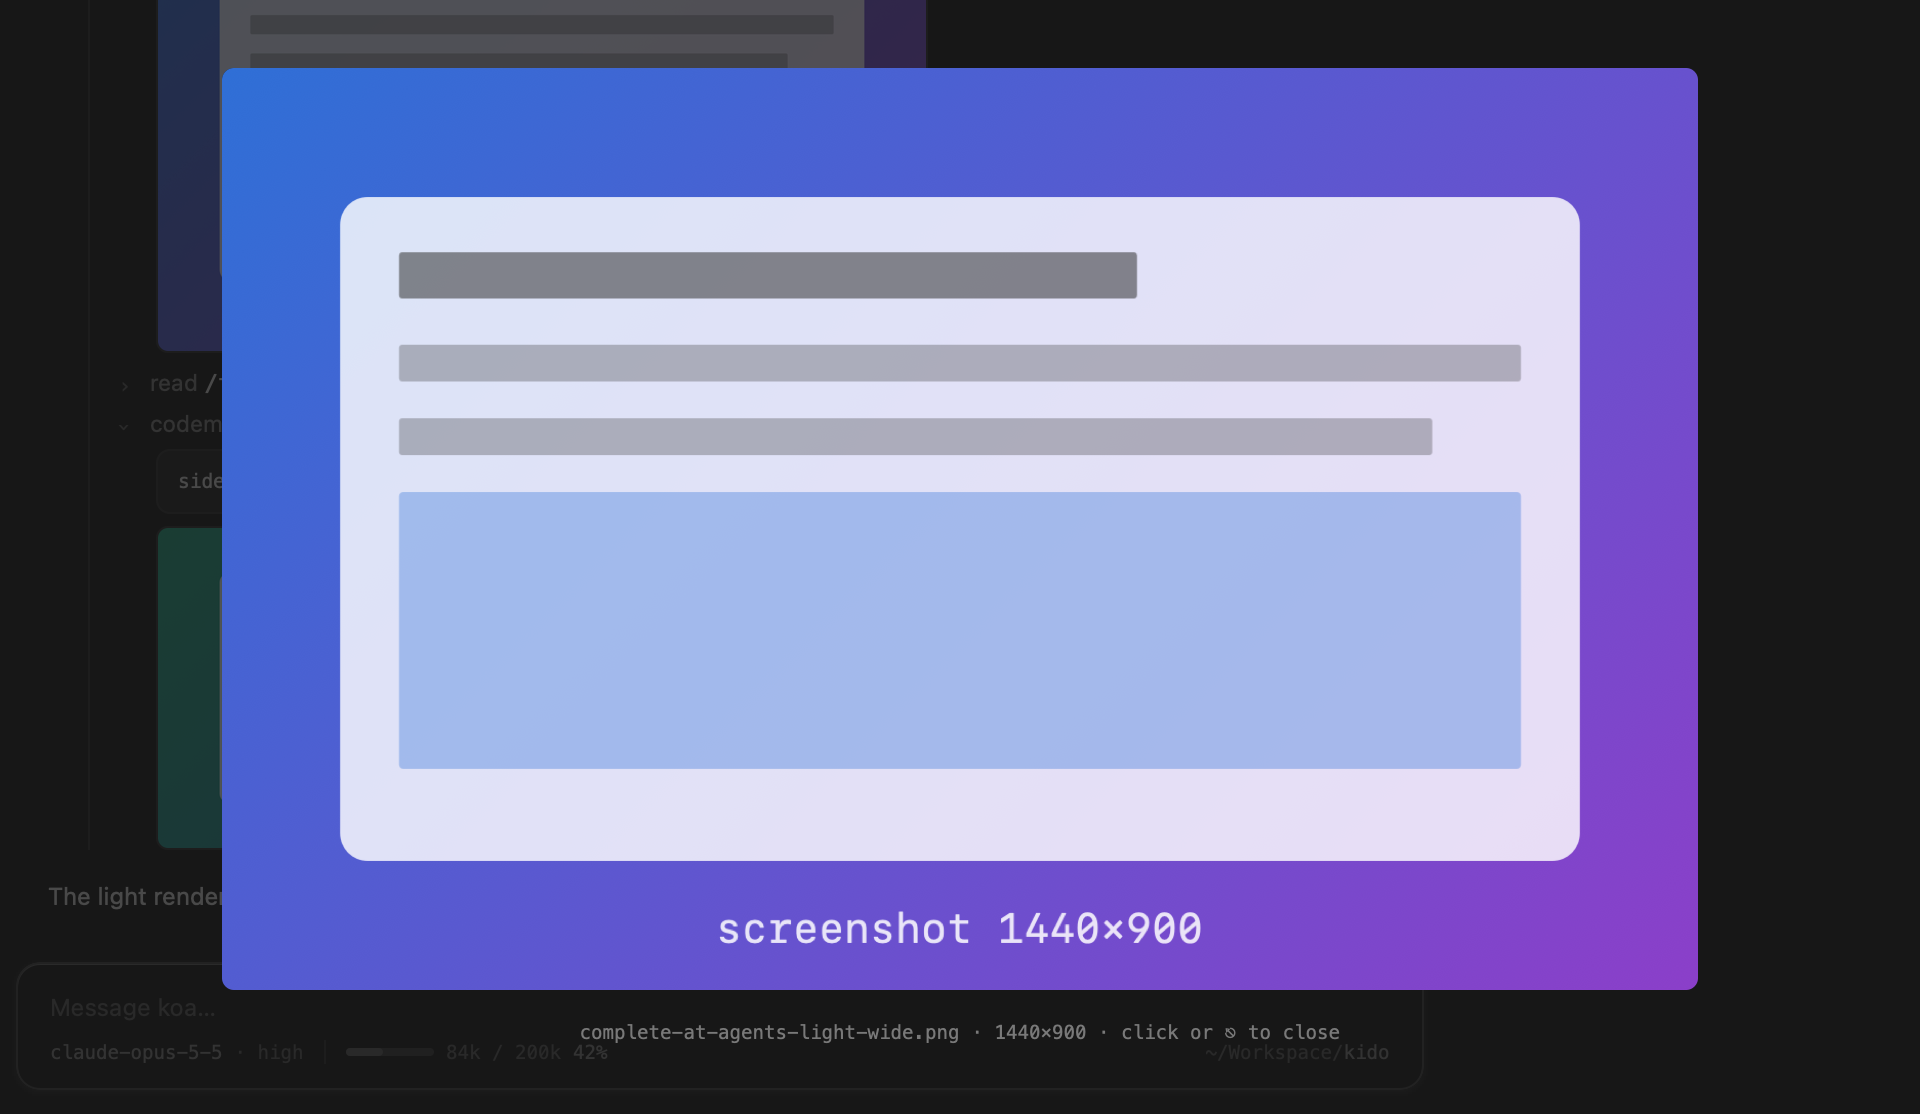 read /
codem
side
The light render
screenshot 1440×900
Message koa...
complete-at-agents-light-wide.png · 1440×900 · click or ⎋ to close
claude-opus-5-5 · high 84k / 200k 42% ~/Workspace/kido